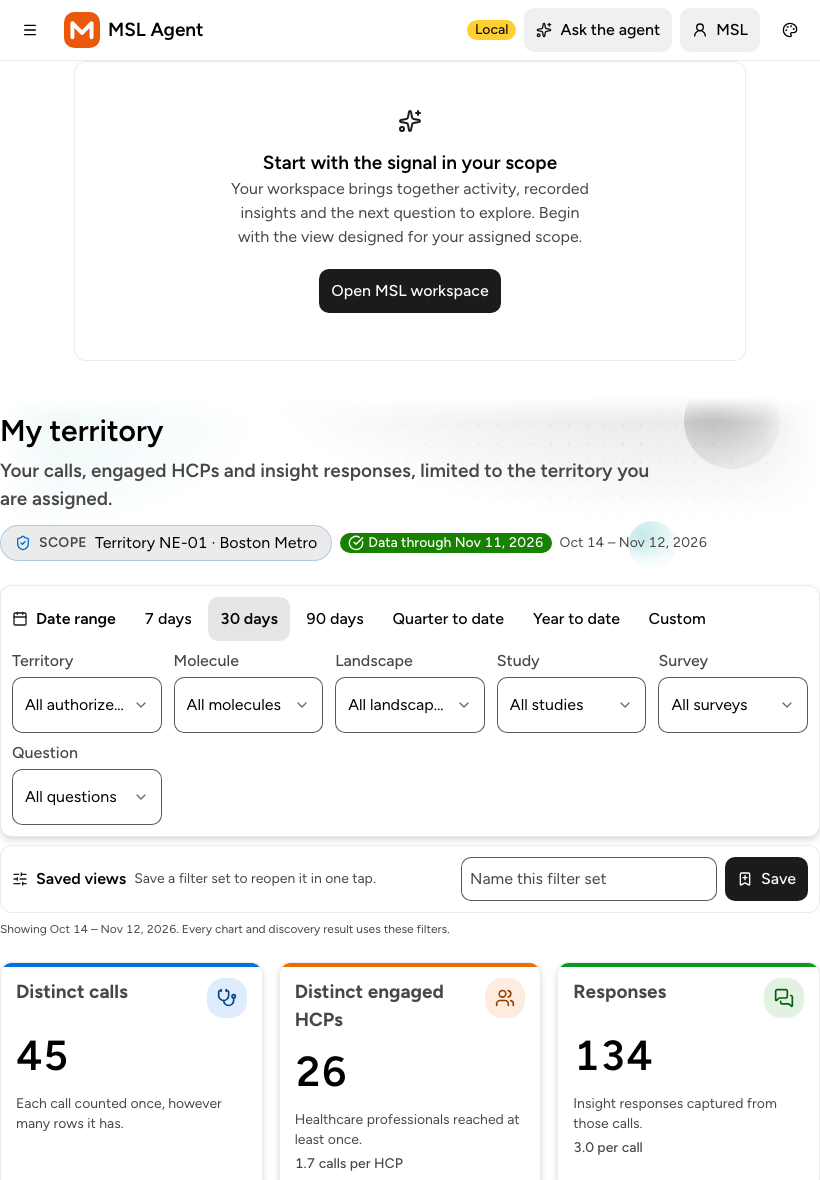 MSL Agent
Local
Ask the agent
MSL
Start with the signal in your scope
Your workspace brings together activity, recorded
insights and the next question to explore. Begin
with the view designed for your assigned scope.
Open MSL workspace
My territory
Your calls, engaged HCPs and insight responses, limited to the territory you
are assigned.
SCOPE Territory NE-01 · Boston Metro
Data through Nov 11, 2026
Oct 14 – Nov 12, 2026
Date range
7 days
30 days
90 days
Quarter to date
Year to date
Custom
Territory
Molecule
Landscape
Study
Survey
All authorize...
All molecules
All landscap...
All studies
All surveys
Question
All questions
Saved views
Save a filter set to reopen it in one tap.
Name this filter set
Save
Showing Oct 14 – Nov 12, 2026. Every chart and discovery result uses these filters.
Distinct calls
45
Each call counted once, however
many rows it has.
Distinct engaged
HCPs
26
Healthcare professionals reached at
least once.
1.7 calls per HCP
Responses
134
Insight responses captured from
those calls.
3.0 per call